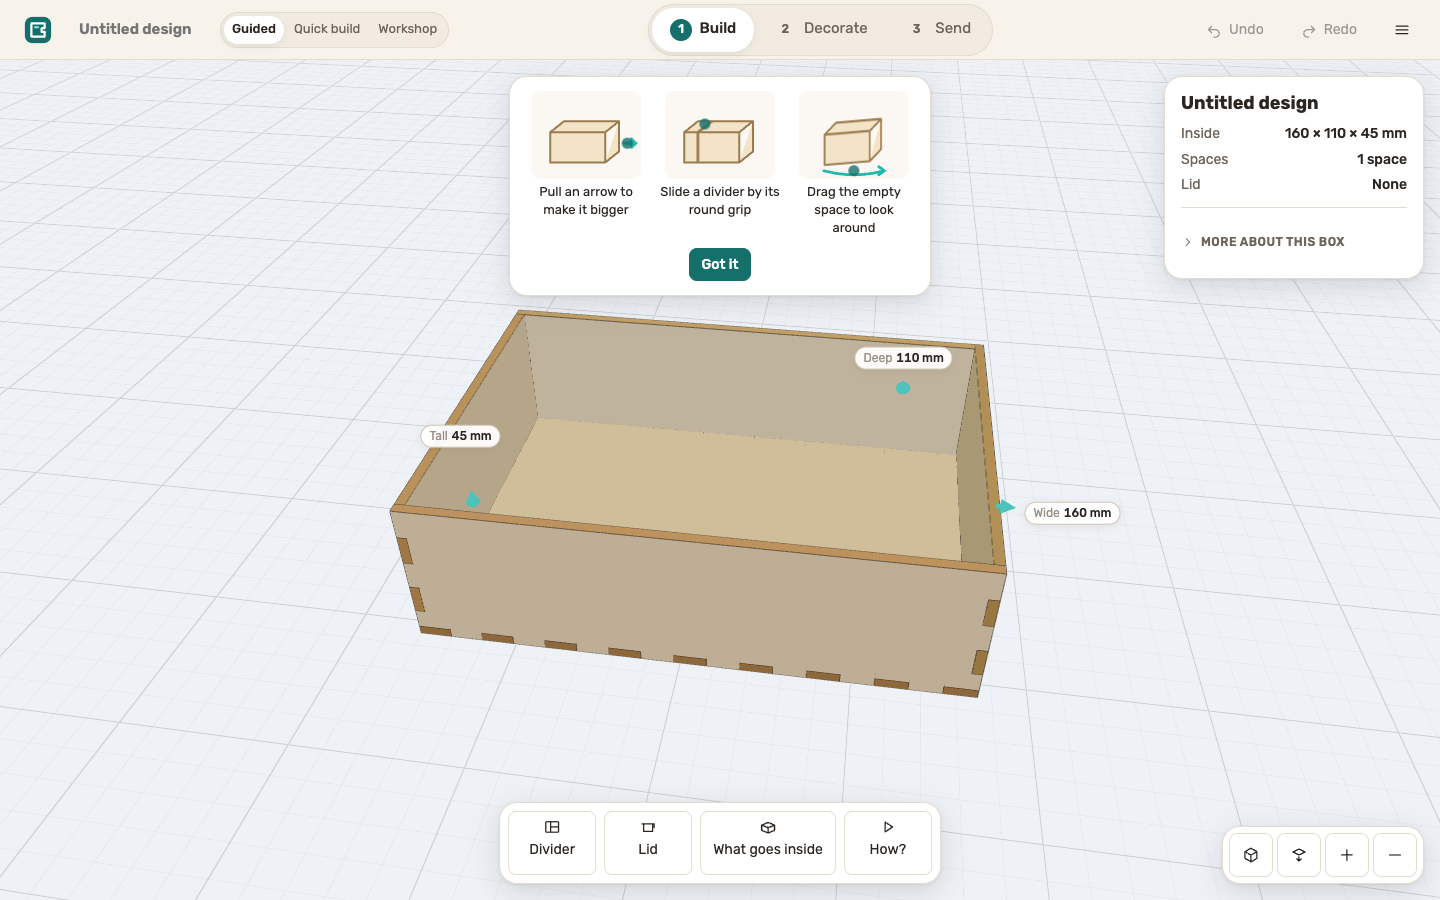 Untitled design
Guided
Quick build
Workshop
1 Build
2 Decorate
3 Send
Undo
Redo
Pull an arrow to
make it bigger
Slide a divider by its
round grip
Drag the empty
space to look
around
Got it
Untitled design
Inside 160 × 110 × 45 mm
Spaces 1 space
Lid None
MORE ABOUT THIS BOX
Deep 110 mm
Tall 45 mm
Wide 160 mm
Divider
Lid
What goes inside
How?